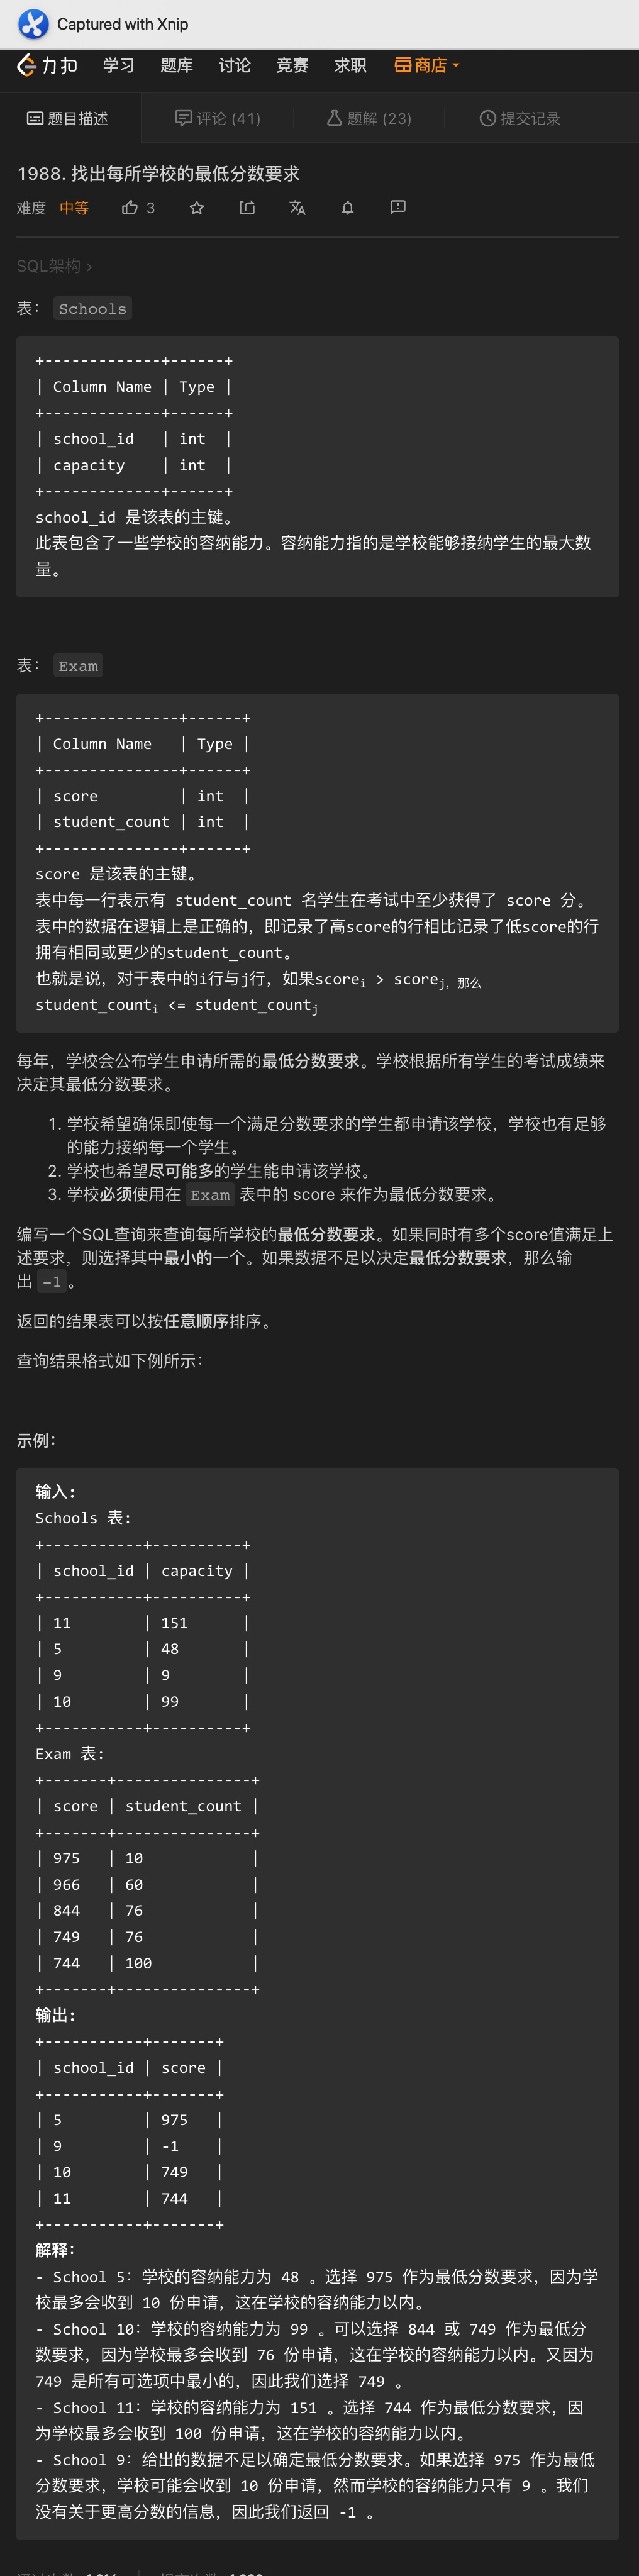 Captured with Xnip
力扣 学习 题库 讨论 竞赛 求职 商店
题目描述 评论 (41) 题解 (23) 提交记录
1988. 找出每所学校的最低分数要求
难度 中等 3
SQL架构 ›
表： Schools
+-------------+------+
| Column Name | Type |
+-------------+------+
| school_id   | int  |
| capacity    | int  |
+-------------+------+
school_id 是该表的主键。
此表包含了一些学校的容纳能力。容纳能力指的是学校能够接纳学生的最大数
量。
表： Exam
+---------------+------+
| Column Name   | Type |
+---------------+------+
| score         | int  |
| student_count | int  |
+---------------+------+
score 是该表的主键。
表中每一行表示有 student_count 名学生在考试中至少获得了 score 分。
表中的数据在逻辑上是正确的，即记录了高score的行相比记录了低score的行
拥有相同或更少的student_count。
也就是说，对于表中的i行与j行，如果scorei > scorej，那么
student_counti <= student_countj
每年，学校会公布学生申请所需的最低分数要求。学校根据所有学生的考试成绩来
决定其最低分数要求。
1. 学校希望确保即使每一个满足分数要求的学生都申请该学校，学校也有足够
的能力接纳每一个学生。
2. 学校也希望尽可能多的学生能申请该学校。
3. 学校必须使用在 Exam 表中的 score 来作为最低分数要求。
编写一个SQL查询来查询每所学校的最低分数要求。如果同时有多个score值满足上
述要求，则选择其中最小的一个。如果数据不足以决定最低分数要求，那么输
出 -1 。
返回的结果表可以按任意顺序排序。
查询结果格式如下例所示：
示例：
输入:
Schools 表:
+-----------+----------+
| school_id | capacity |
+-----------+----------+
| 11        | 151      |
| 5         | 48       |
| 9         | 9        |
| 10        | 99       |
+-----------+----------+
Exam 表:
+-------+---------------+
| score | student_count |
+-------+---------------+
| 975   | 10            |
| 966   | 60            |
| 844   | 76            |
| 749   | 76            |
| 744   | 100           |
+-------+---------------+
输出:
+-----------+-------+
| school_id | score |
+-----------+-------+
| 5         | 975   |
| 9         | -1    |
| 10        | 749   |
| 11        | 744   |
+-----------+-------+
解释：
- School 5：学校的容纳能力为 48 。选择 975 作为最低分数要求，因为学
校最多会收到 10 份申请，这在学校的容纳能力以内。
- School 10：学校的容纳能力为 99 。可以选择 844 或 749 作为最低分
数要求，因为学校最多会收到 76 份申请，这在学校的容纳能力以内。又因为
749 是所有可选项中最小的，因此我们选择 749 。
- School 11：学校的容纳能力为 151 。选择 744 作为最低分数要求，因
为学校最多会收到 100 份申请，这在学校的容纳能力以内。
- School 9：给出的数据不足以确定最低分数要求。如果选择 975 作为最低
分数要求，学校可能会收到 10 份申请，然而学校的容纳能力只有 9 。我们
没有关于更高分数的信息，因此我们返回 -1 。